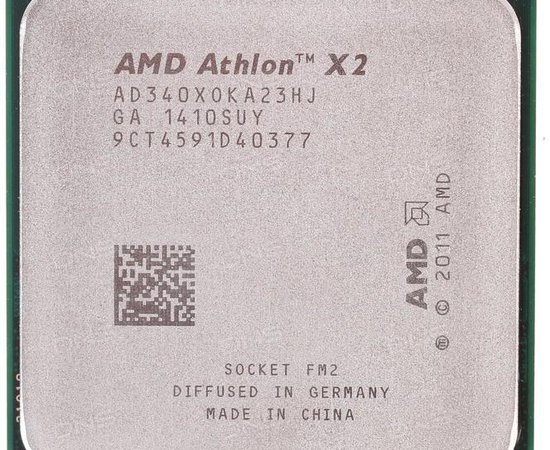 AMD Athlon™ X2
AD340XOKA23HJ
GA 1410SUY
9CT4591D40377
AMD
ⓜ © 2011 AMD
SOCKET FM2
DIFFUSED IN GERMANY
MADE IN CHINA